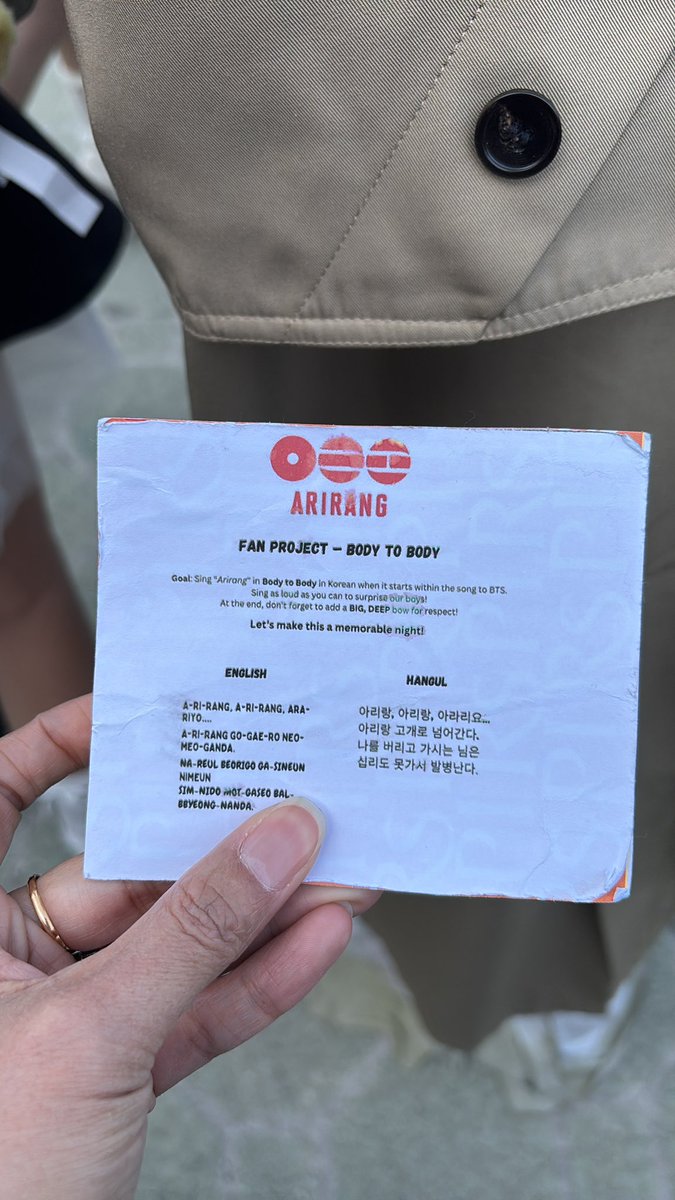 ARIRANG
FAN PROJECT – BODY TO BODY
Goal: Sing "Arirang" in Body to Body in Korean when it starts within the song to BTS.
Sing as loud as you can to surprise our boys!
At the end, don't forget to add a BIG, DEEP bow for respect!
Let's make this a memorable night!
ENGLISH
A-RI-RANG, A-RI-RANG, ARA-
RIYO....
A-RI-RANG GO-GAE-RO NEO-
MEO-GANDA.
NA-REUL BEORIGO GA-SINEUN
NIMEUN
SIM-NIDO MOT-GASEO BAL-
BBYEONG-NANDA.
HANGUL
아리랑, 아리랑, 아라리요...
아리랑 고개로 넘어간다.
나를 버리고 가시는 님은
십리도 못가서 발병난다.